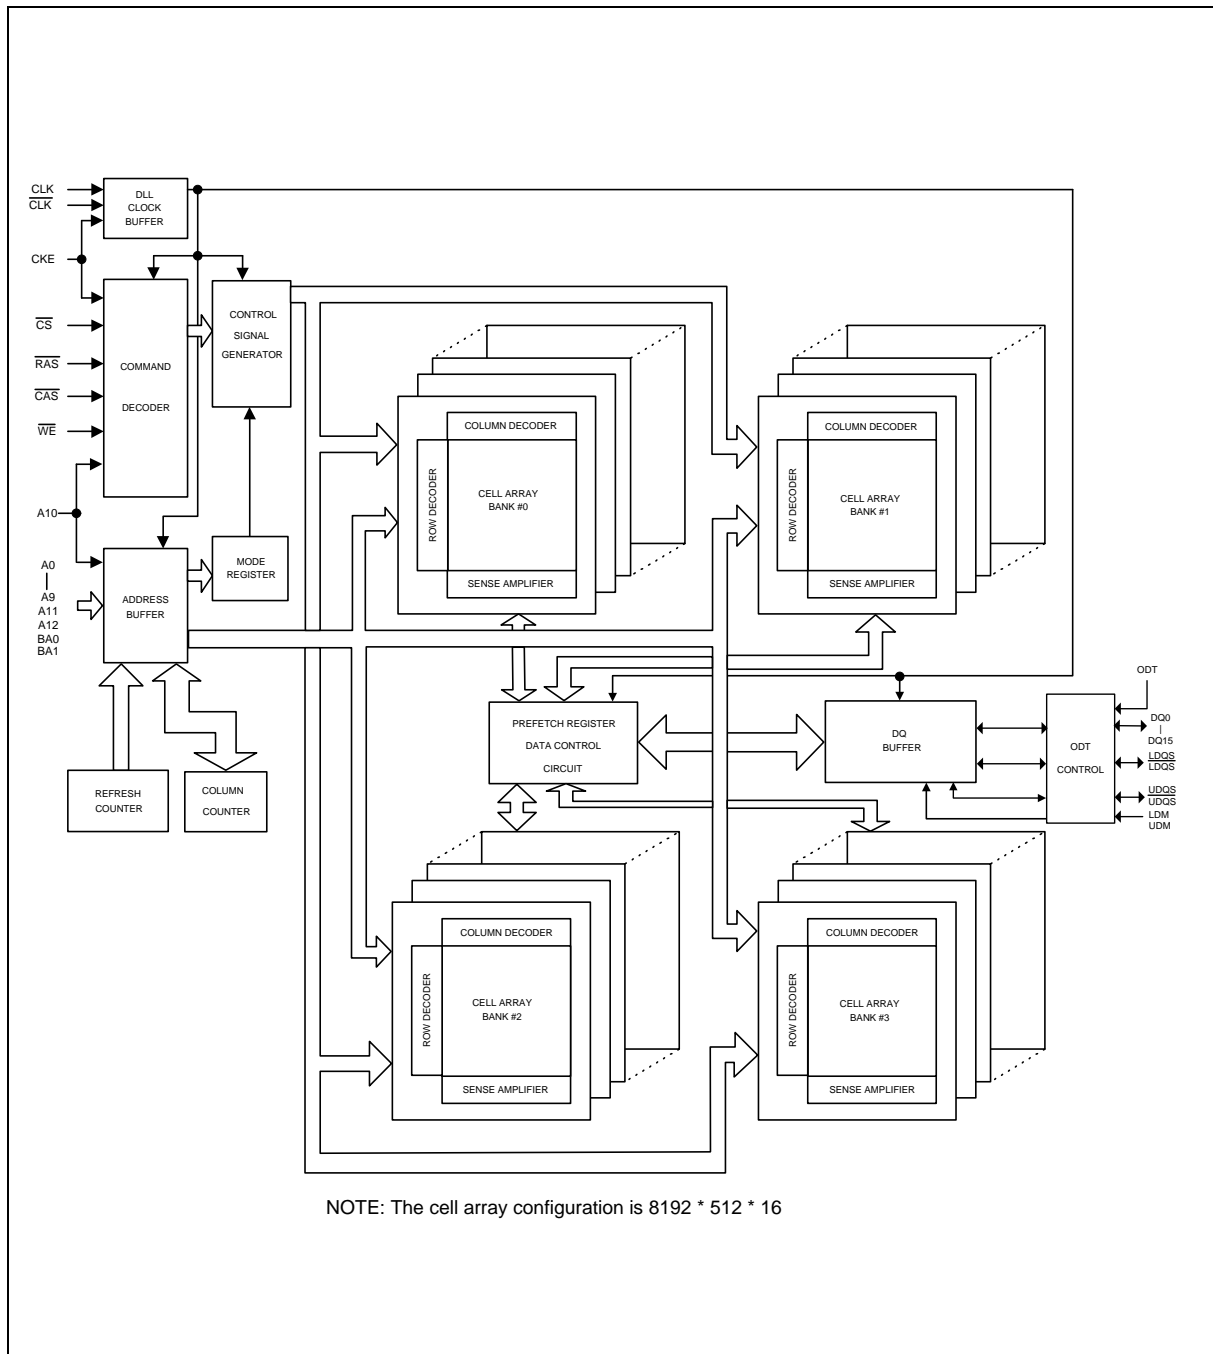 CLK
CLK
CKE
CS
RAS
CAS
WE
A10
A0
A9
A11
A12
BA0
BA1
DLL
CLOCK
BUFFER
COMMAND
DECODER
CONTROL
SIGNAL
GENERATOR
ADDRESS
BUFFER
MODE
REGISTER
REFRESH
COUNTER
COLUMN
COUNTER
COLUMN DECODER
ROW DECODER
CELL ARRAY
BANK #0
SENSE AMPLIFIER
COLUMN DECODER
ROW DECODER
CELL ARRAY
BANK #1
SENSE AMPLIFIER
PREFETCH REGISTER
DATA CONTROL
CIRCUIT
DQ
BUFFER
ODT
CONTROL
ODT
DQ0
DQ15
LDQS
LDQS
UDQS
UDQS
LDM
UDM
COLUMN DECODER
ROW DECODER
CELL ARRAY
BANK #2
SENSE AMPLIFIER
COLUMN DECODER
ROW DECODER
CELL ARRAY
BANK #3
SENSE AMPLIFIER
NOTE: The cell array configuration is 8192 * 512 * 16